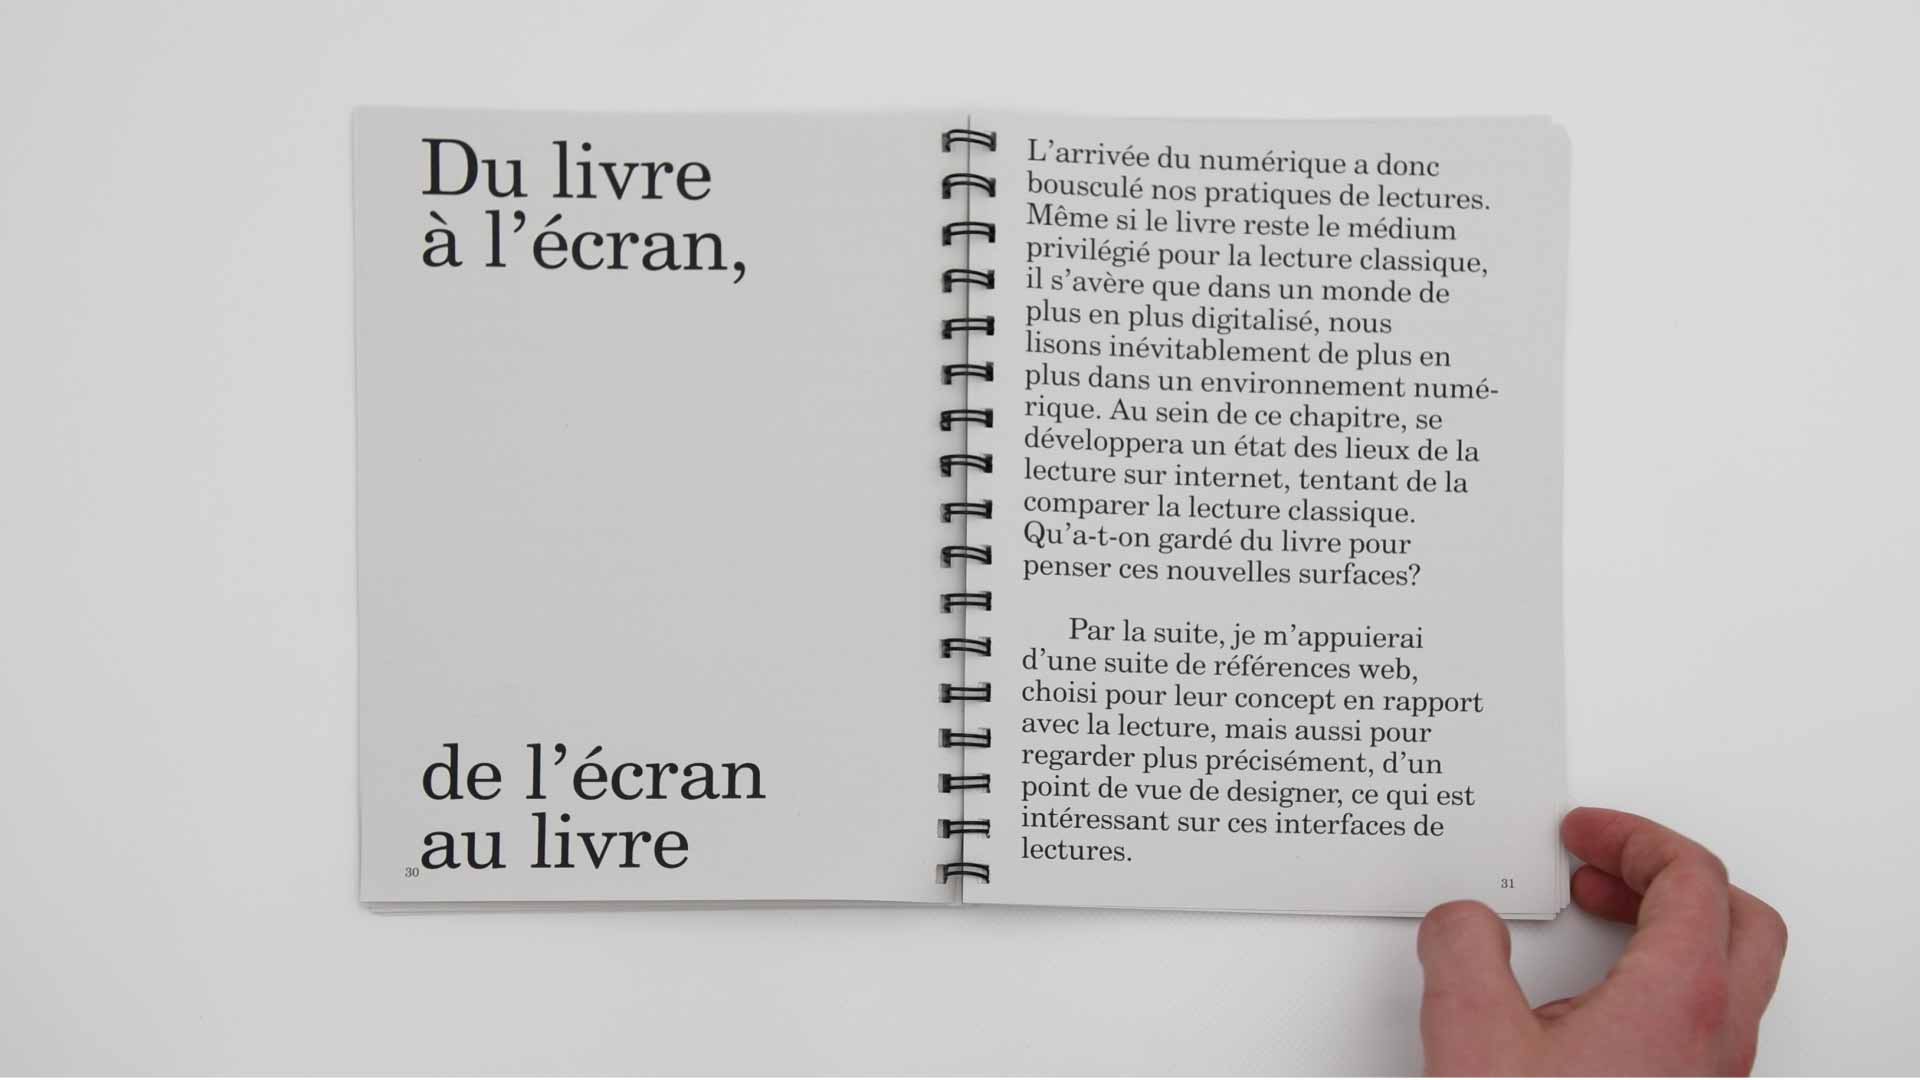 Du livre
à l’écran,
de l’écran
au livre
30
L’arrivée du numérique a donc
bousculé nos pratiques de lectures.
Même si le livre reste le médium
privilégié pour la lecture classique,
il s’avère que dans un monde de
plus en plus digitalisé, nous
lisons inévitablement de plus en
plus dans un environnement numé-
rique. Au sein de ce chapitre, se
développera un état des lieux de la
lecture sur internet, tentant de la
comparer la lecture classique.
Qu’a-t-on gardé du livre pour
penser ces nouvelles surfaces?
Par la suite, je m’appuierai
d’une suite de références web,
choisi pour leur concept en rapport
avec la lecture, mais aussi pour
regarder plus précisément, d’un
point de vue de designer, ce qui est
intéressant sur ces interfaces de
lectures.
31